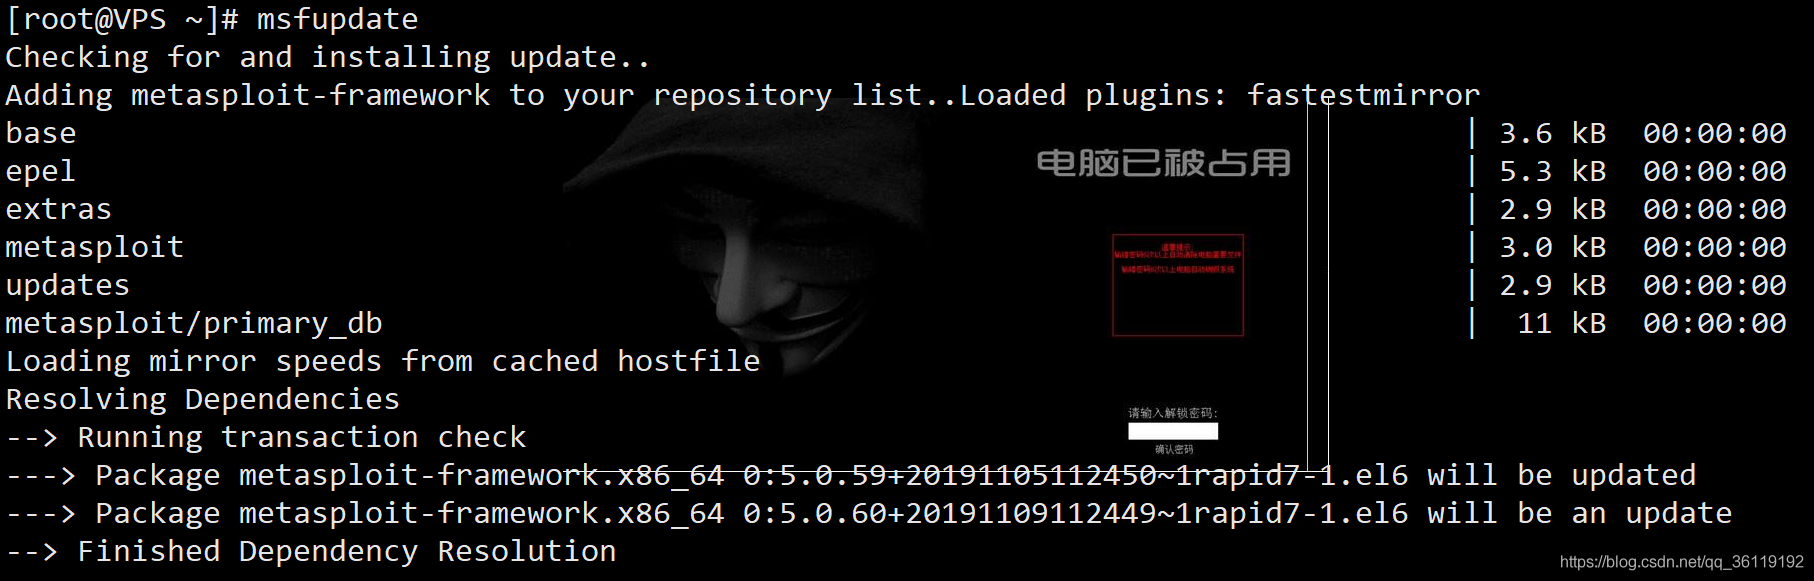 [root@VPS ~]# msfupdate
Checking for and installing update..
Adding metasploit-framework to your repository list..Loaded plugins: fastestmirror
base | 3.6 kB 00:00:00
epel | 5.3 kB 00:00:00
extras | 2.9 kB 00:00:00
metasploit | 3.0 kB 00:00:00
updates | 2.9 kB 00:00:00
metasploit/primary_db | 11 kB 00:00:00
Loading mirror speeds from cached hostfile
Resolving Dependencies
--> Running transaction check
---> Package metasploit-framework.x86_64 0:5.0.59+20191105112450~1rapid7-1.el6 will be updated
---> Package metasploit-framework.x86_64 0:5.0.60+20191109112449~1rapid7-1.el6 will be an update
--> Finished Dependency Resolution
电脑已被占用
温馨提示
请输入解锁密码:
确认密码
https://blog.csdn.net/qq_36119192